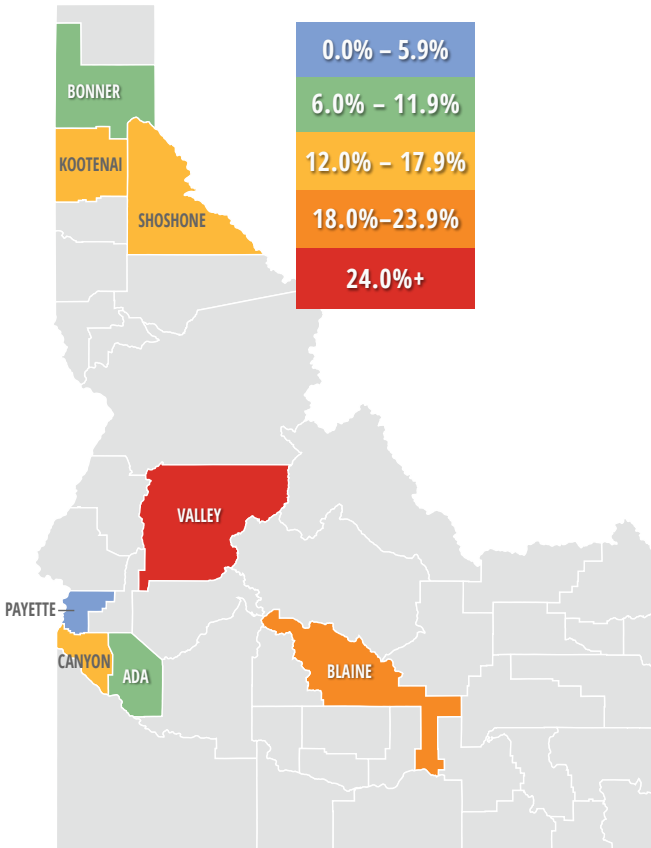 0.0% – 5.9%
6.0% – 11.9%
12.0% – 17.9%
18.0%–23.9%
24.0%+
BONNER
KOOTENAI
SHOSHONE
VALLEY
PAYETTE
CANYON
ADA
BLAINE